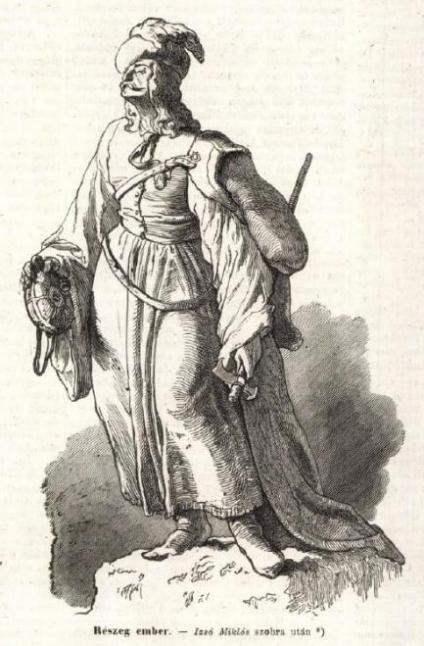 Részeg ember. — Izsó Miklós szobra után *)